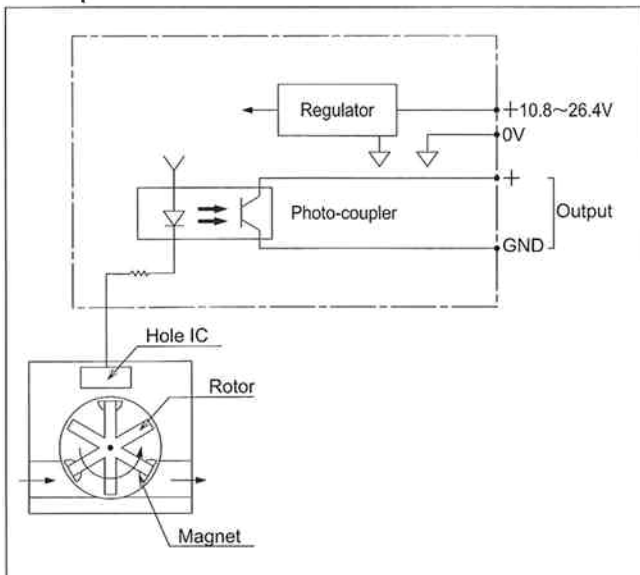 Regulator
+10.8~26.4V
0V
+
Photo-coupler
Output
GND
Hole IC
Rotor
Magnet